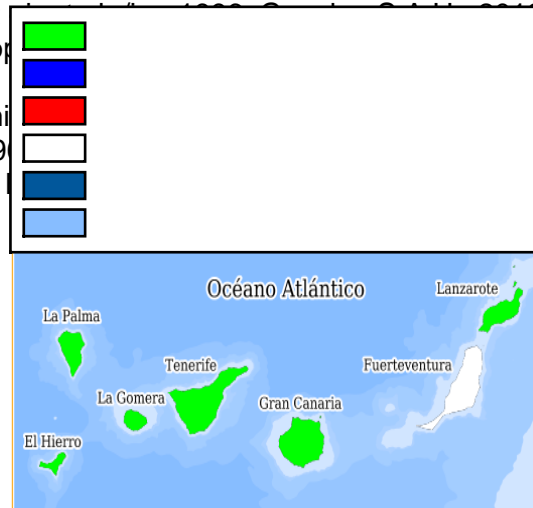 Océano Atlántico
Lanzarote
La Palma
Tenerife
Fuerteventura
La Gomera
Gran Canaria
El Hierro